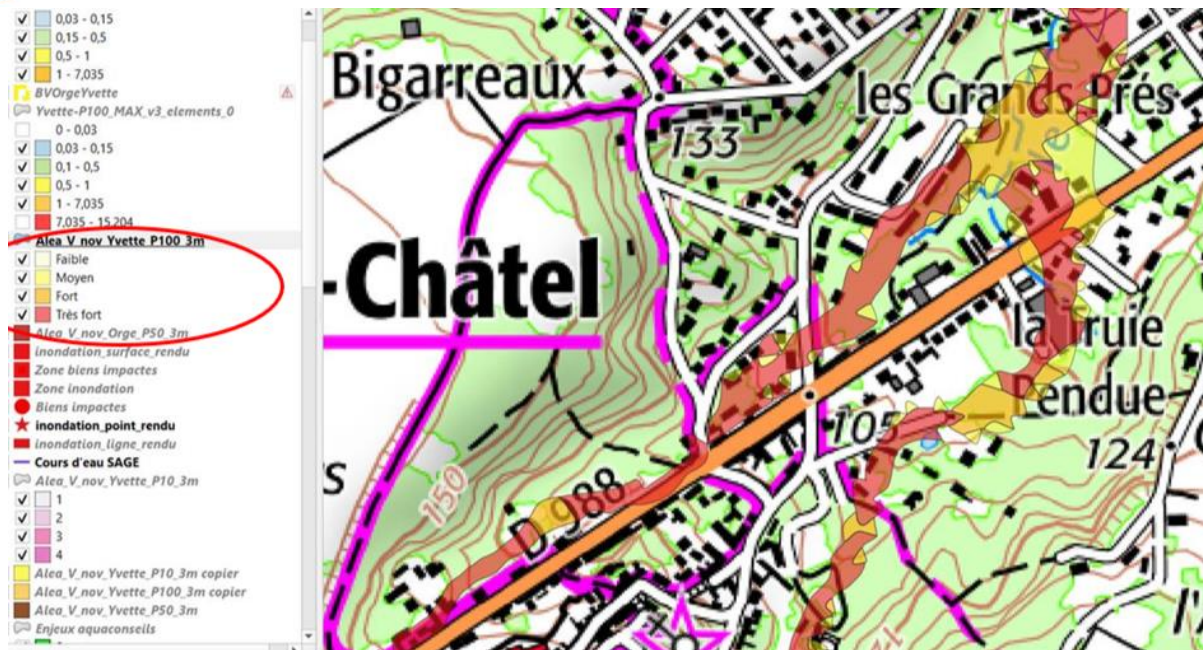 0,03 - 0,15
0,15 - 0,5
0,5 - 1
1 - 7,035
BVOrgeYvette
Yvette-P100_MAX_v3_elements_0
0 - 0,03
0,03 - 0,15
0,1 - 0,5
0,5 - 1
1 - 7,035
7,035 - 15,204
Alea_V_nov_Yvette_P100_3m
Faible
Moyen
Fort
Très fort
Alea_V_nov_Orge_P50_3m
inondation_surface_rendu
Zone biens impactes
Zone inondation
Biens impactes
inondation_point_rendu
inondation_ligne_rendu
Cours d'eau SAGE
Alea_V_nov_Yvette_P10_3m
1
2
3
4
Alea_V_nov_Yvette_P10_3m copier
Alea_V_nov_Yvette_P100_3m copier
Alea_V_nov_Yvette_P50_3m
Enjeux aquaconseils
Bigarreaux
les Grands Prés
133
-Châtel
la Truie
Pendue
105
124
150
D 988